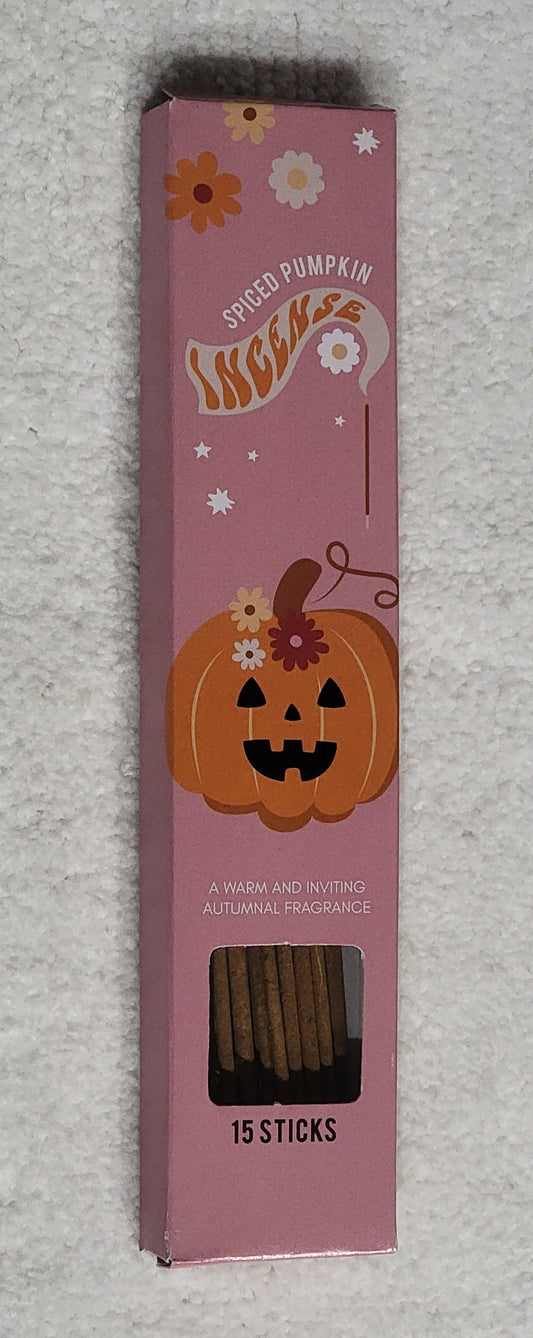 SPICED PUMPKIN
INCENSE
A WARM AND INVITING
AUTUMNAL FRAGRANCE
15 STICKS